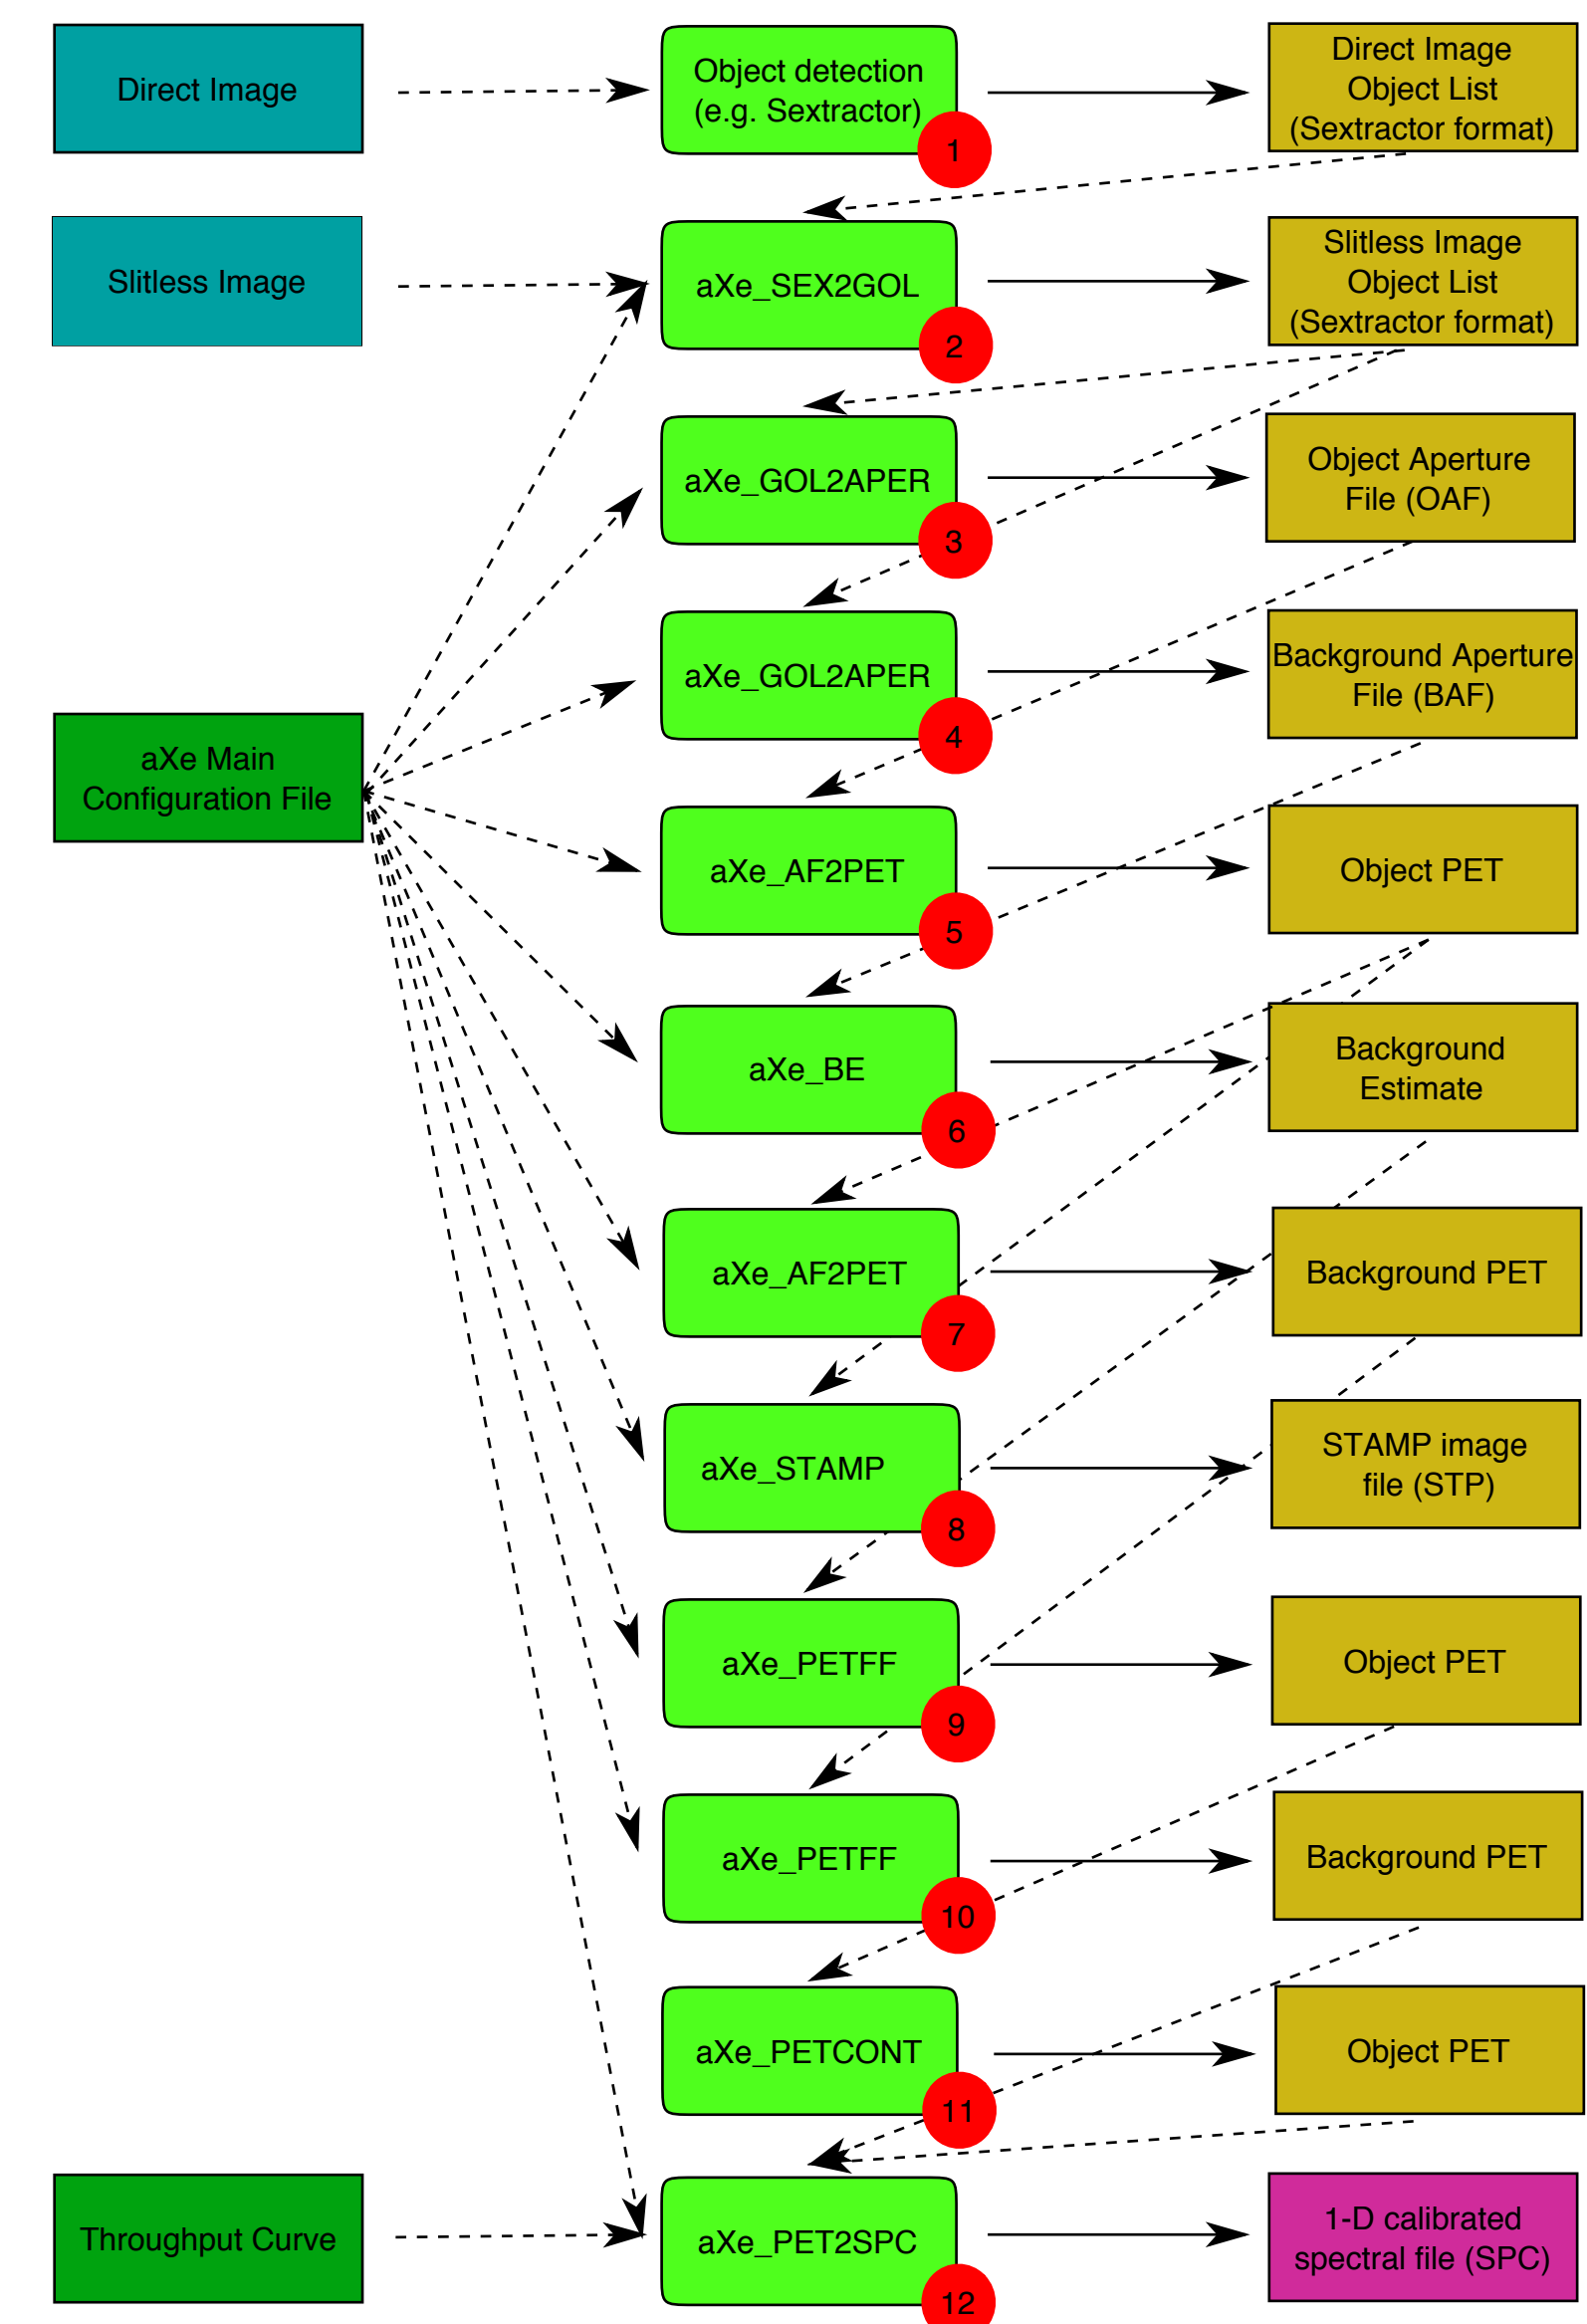 Direct Image
Object detection
(e.g. Sextractor)
1
Direct Image
Object List
(Sextractor format)
Slitless Image
aXe_SEX2GOL
2
Slitless Image
Object List
(Sextractor format)
aXe_GOL2APER
3
Object Aperture
File (OAF)
aXe Main
Configuration File
aXe_GOL2APER
4
Background Aperture
File (BAF)
aXe_AF2PET
5
Object PET
aXe_BE
6
Background
Estimate
aXe_AF2PET
7
Background PET
aXe_STAMP
8
STAMP image
file (STP)
aXe_PETFF
9
Object PET
aXe_PETFF
10
Background PET
aXe_PETCONT
11
Object PET
Throughput Curve
aXe_PET2SPC
12
1-D calibrated
spectral file (SPC)